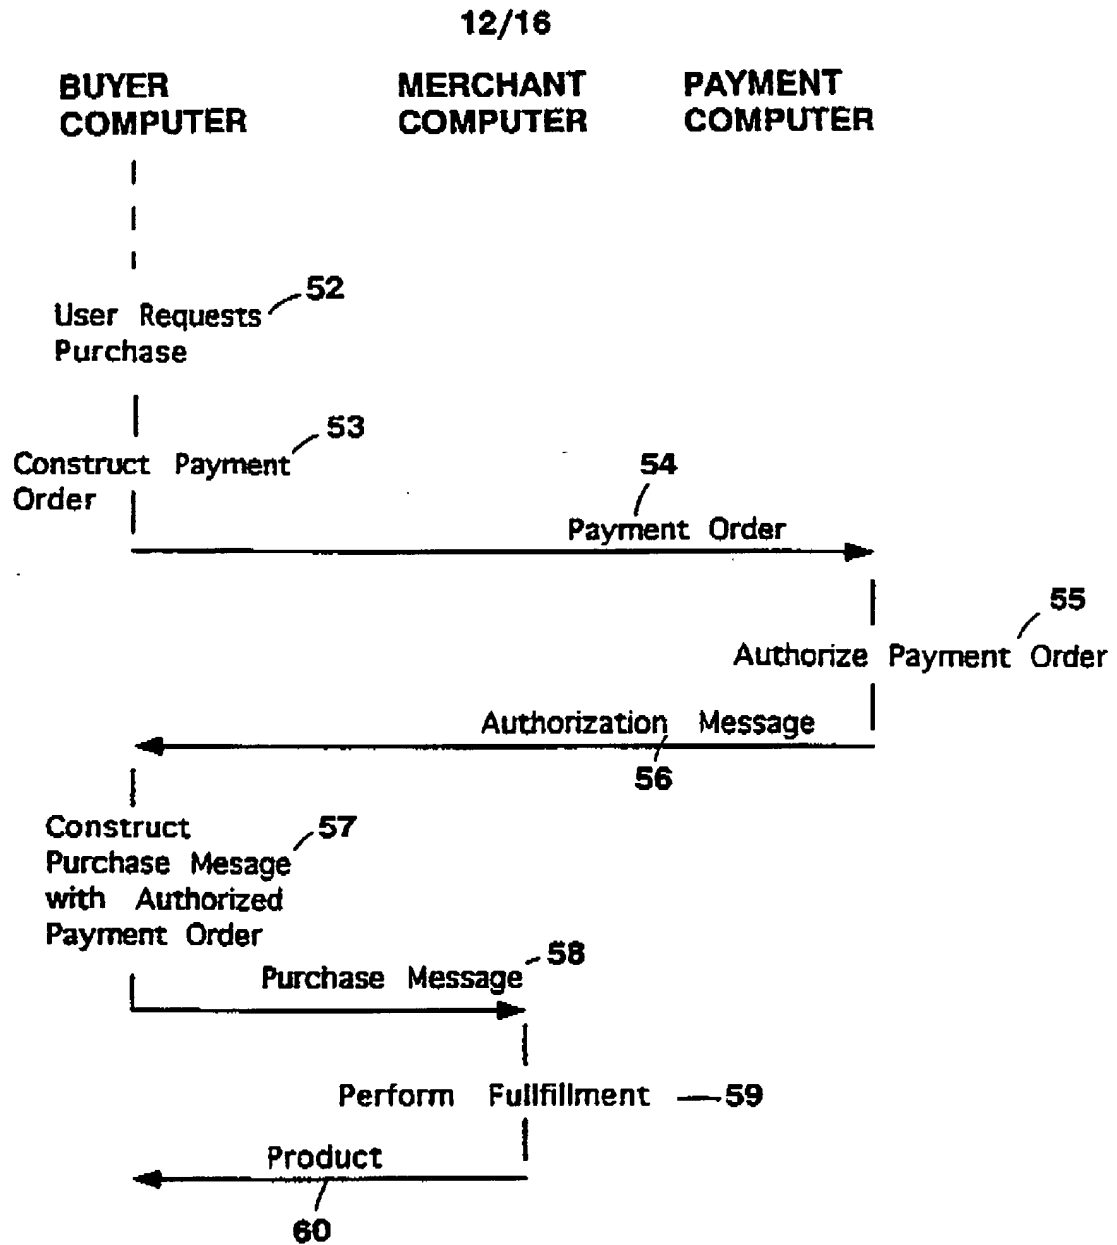 12/16
BUYER
COMPUTER
MERCHANT
COMPUTER
PAYMENT
COMPUTER
52
User Requests
Purchase
53
Construct Payment
Order
54
Payment Order
55
Authorize Payment Order
Authorization Message
56
57
Construct
Purchase Mesage
with Authorized
Payment Order
58
Purchase Message
Perform Fullfillment
59
Product
60